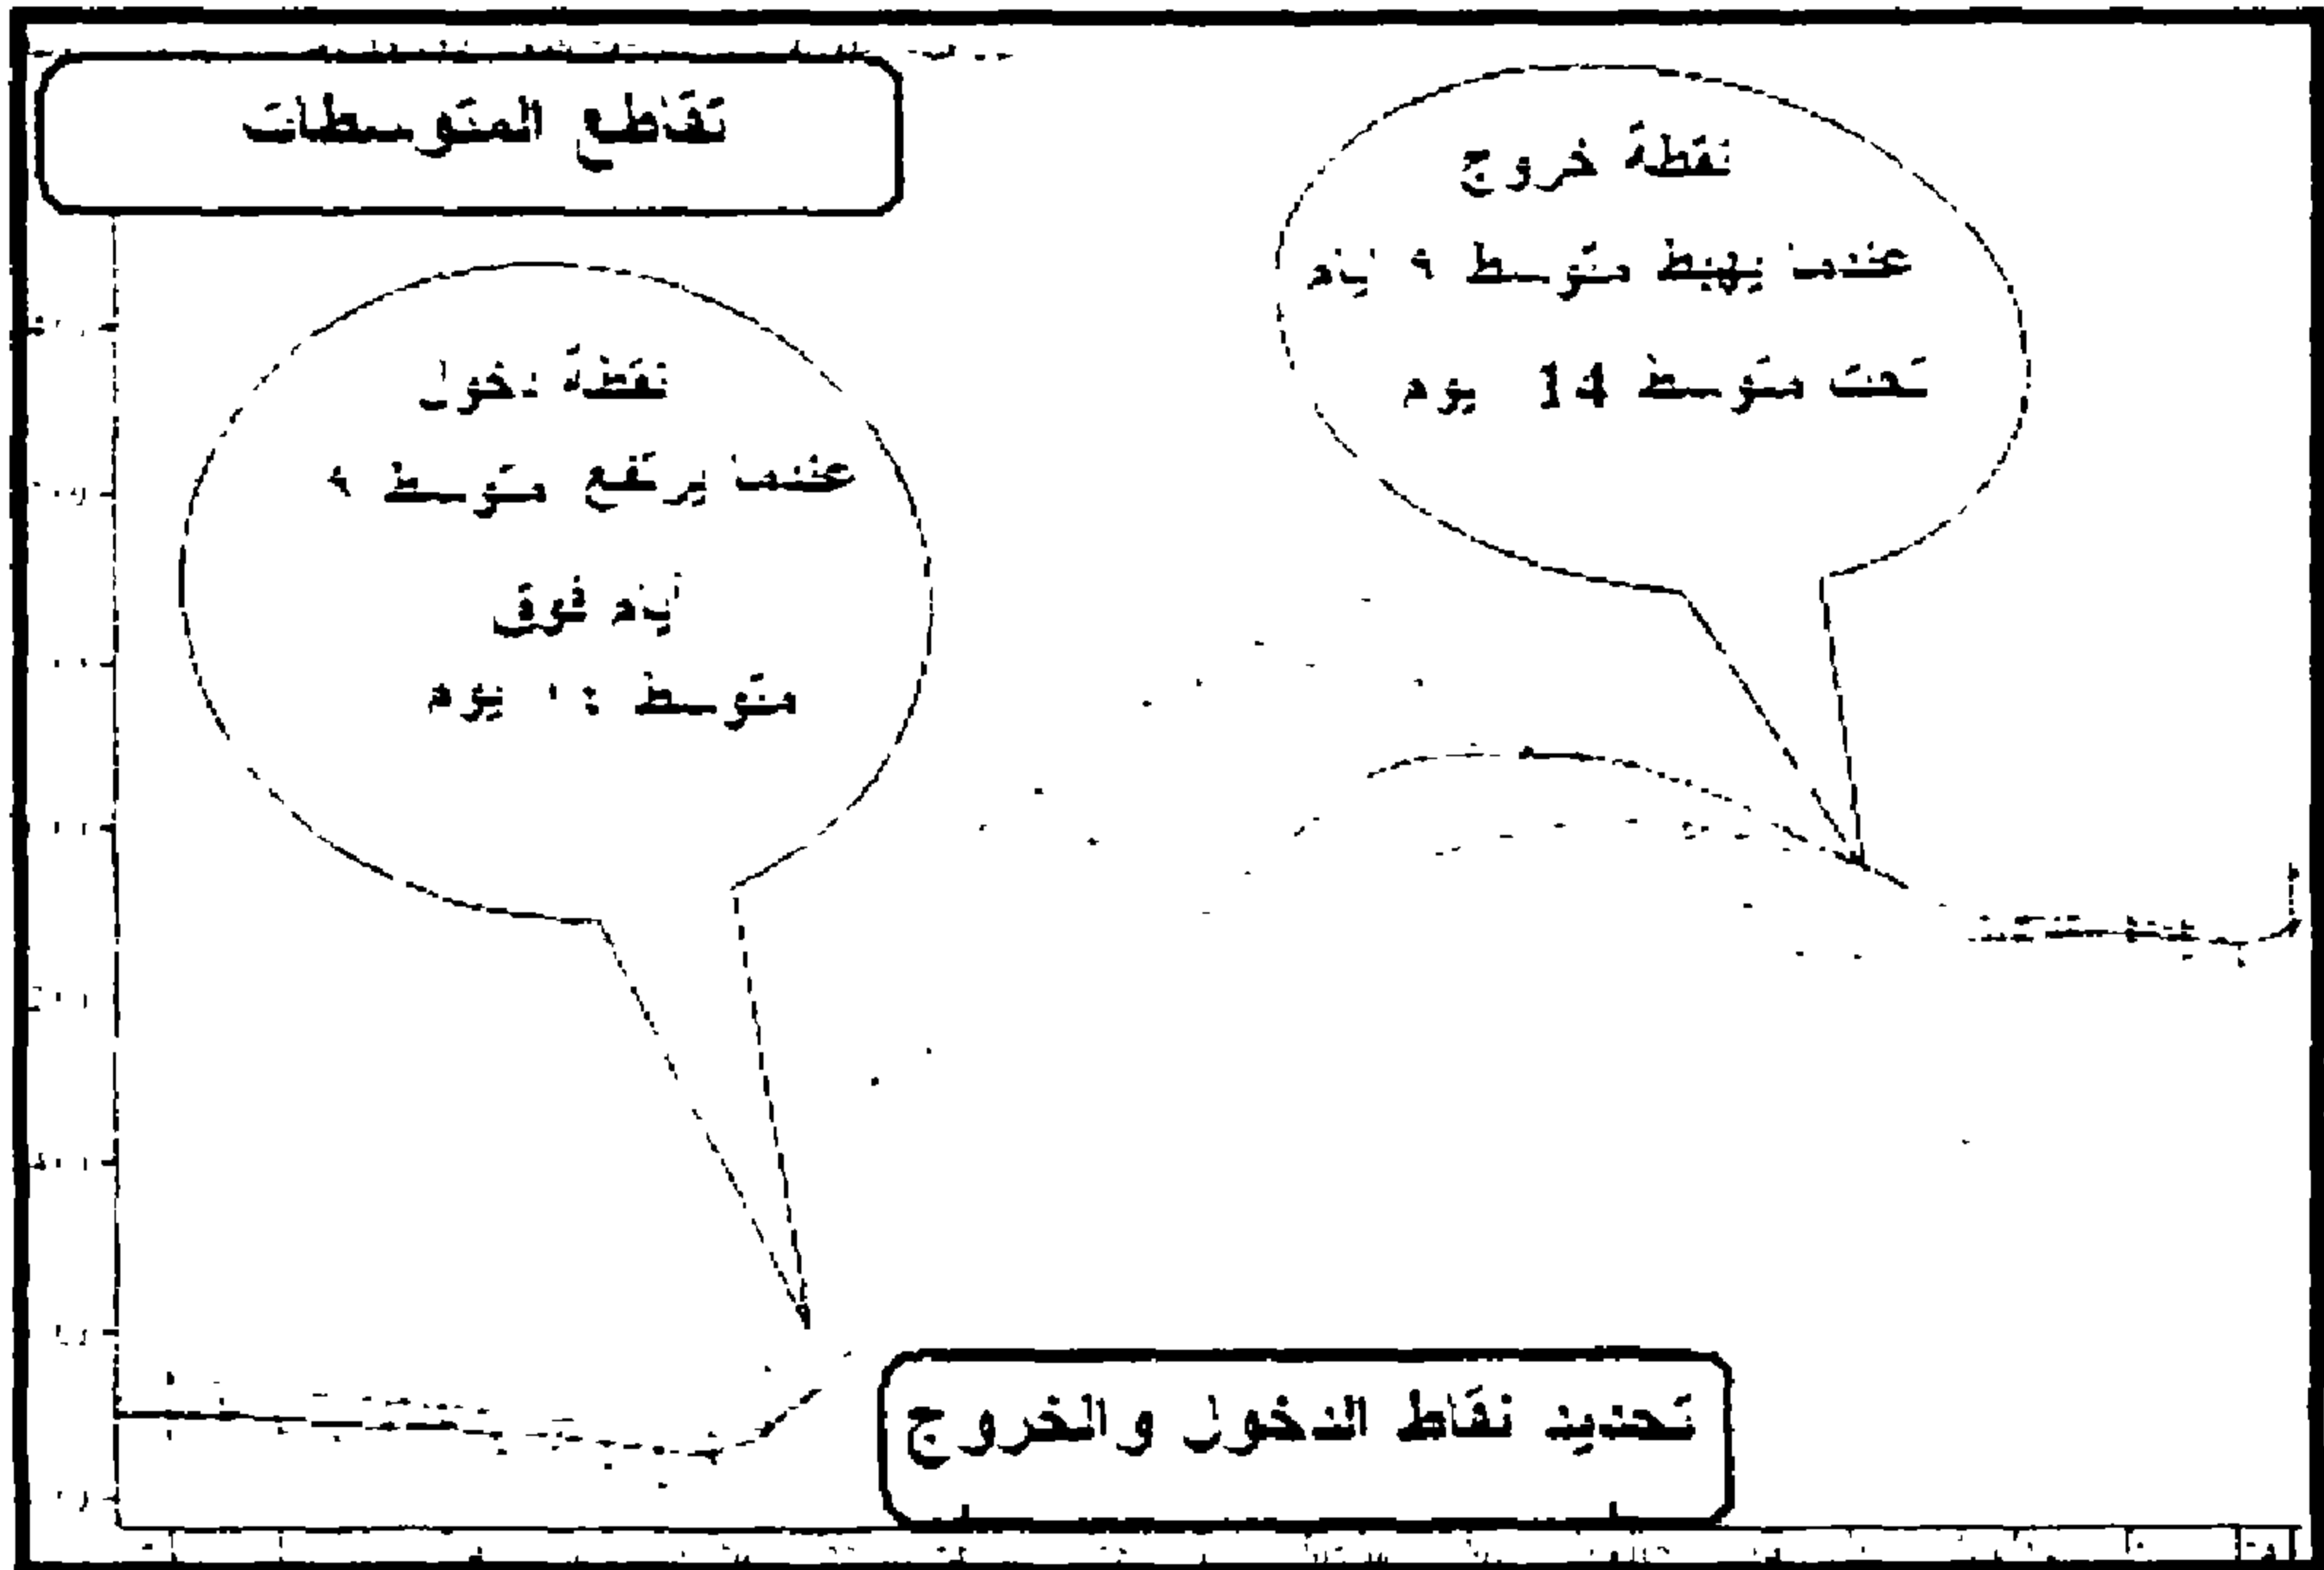 تقاطع المتوسطات
نقطة خروج
عندما يهبط متوسط ٩ أيام
تحت متوسط 14 يوم
نقطة دخول
عندما يرتفع متوسط ٩
أيام فوق
متوسط يوم
تحديد نقاط الدخول والخروج